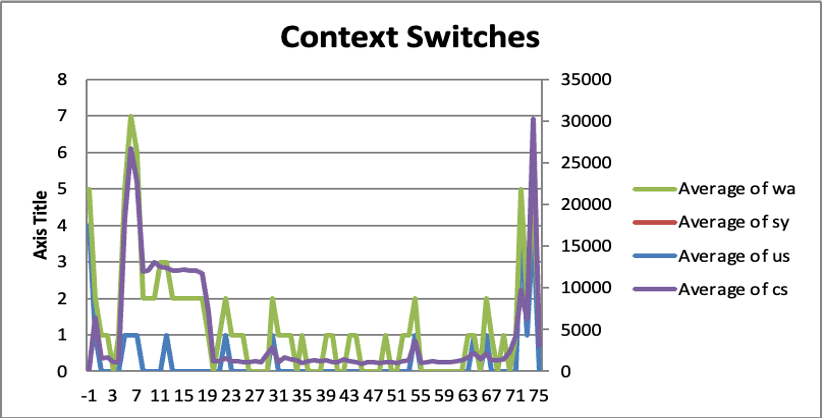 Context Switches
8 35000
7 30000
6 25000
5 20000
4 15000
3 10000
2 5000
1 0
0
Axis Title
-1 3 7 11 15 19 23 27 31 35 39 43 47 51 55 59 63 67 71 75
Average of wa
Average of sy
Average of us
Average of cs